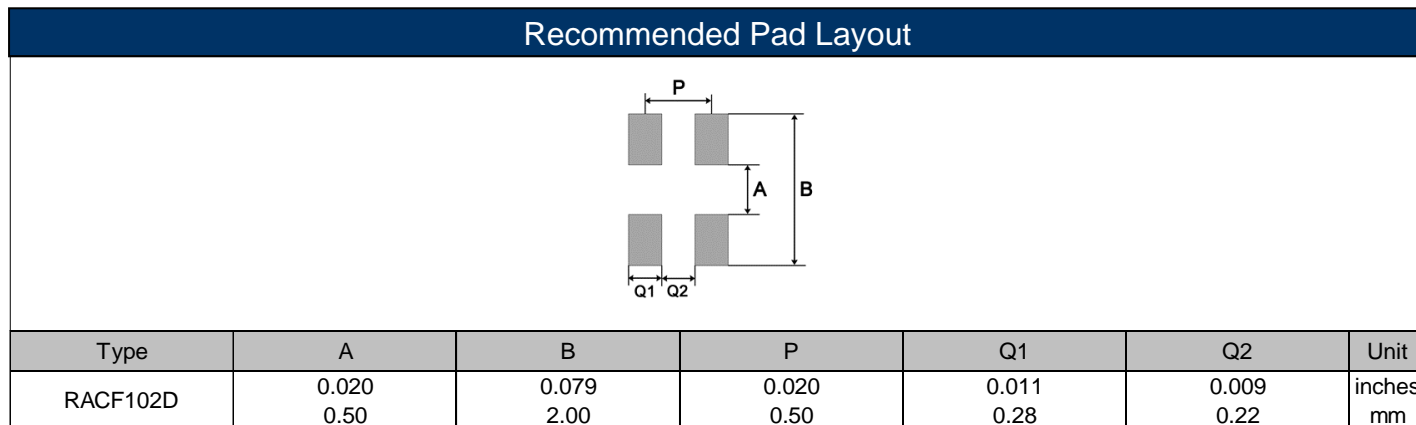 Recommended Pad Layout
P
A
B
Q1 Q2
Type A B P Q1 Q2 Unit
RACF102D 0.020 0.079 0.020 0.011 0.009 inches
0.50 2.00 0.50 0.28 0.22 mm